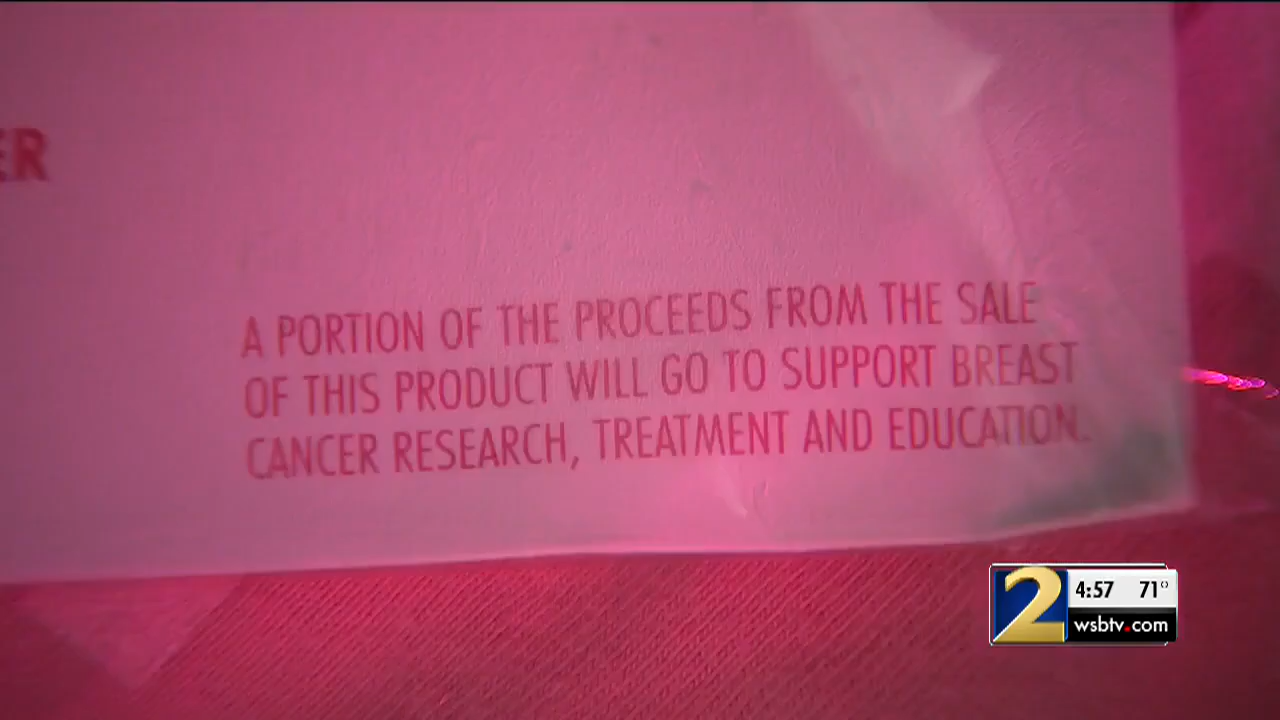 ER
A PORTION OF THE PROCEEDS FROM THE SALE
OF THIS PRODUCT WILL GO TO SUPPORT BREAST
CANCER RESEARCH, TREATMENT AND EDUCATION.
2
4:57 71°
wsbtv.com